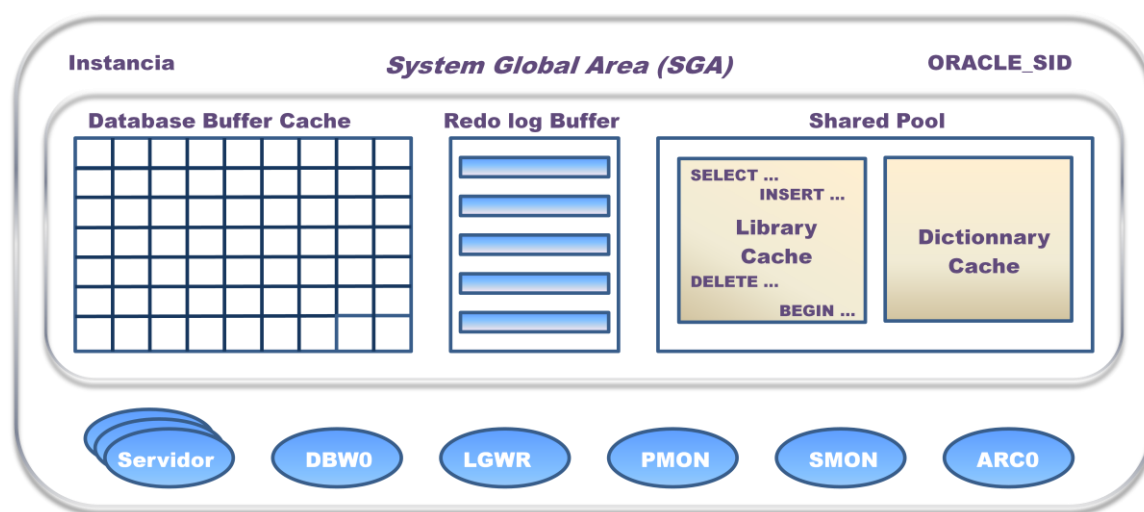 Instancia
System Global Area (SGA)
ORACLE_SID
Database Buffer Cache
Redo log Buffer
Shared Pool
SELECT ...
INSERT ...
Library
Cache
DELETE ...
BEGIN ...
Dictionnary
Cache
Servidor
DBW0
LGWR
PMON
SMON
ARC0